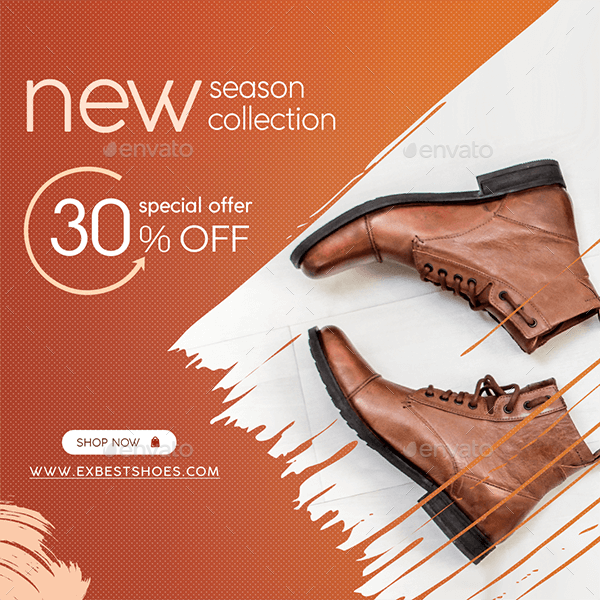 new season
collection
30 special offer
% OFF
SHOP NOW
WWW.EXBESTSHOES.COM
envato
envato
envato
envato